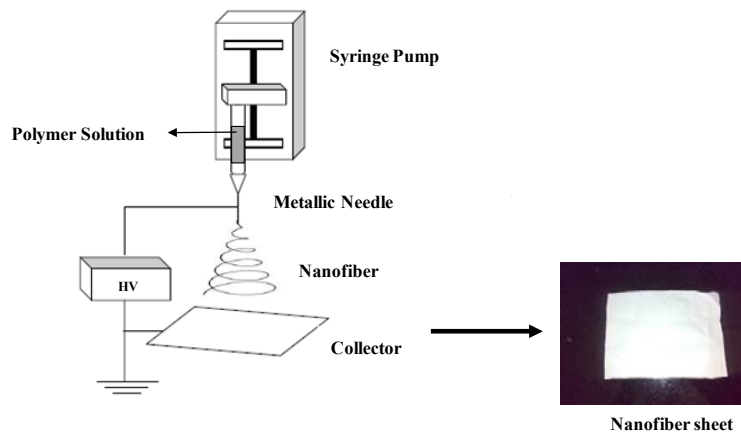 Syringe Pump
Polymer Solution
Metallic Needle
Nanofiber
HV
Collector
Nanofiber sheet